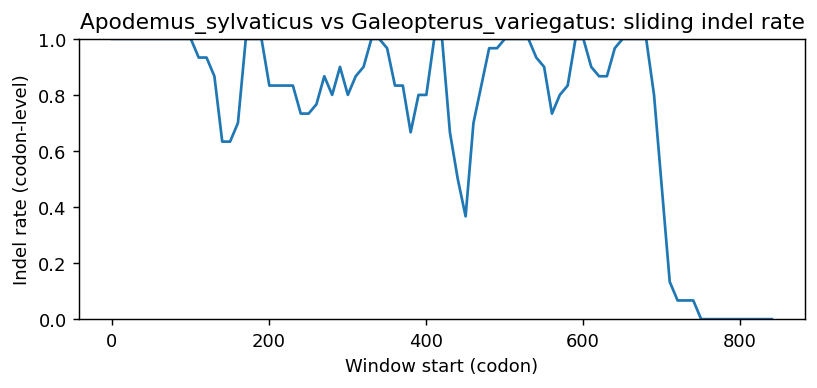 Apodemus_sylvaticus vs Galeopterus_variegatus: sliding indel rate
Indel rate (codon-level)
1.0
0.8
0.6
0.4
0.2
0.0
0 200 400 600 800
Window start (codon)